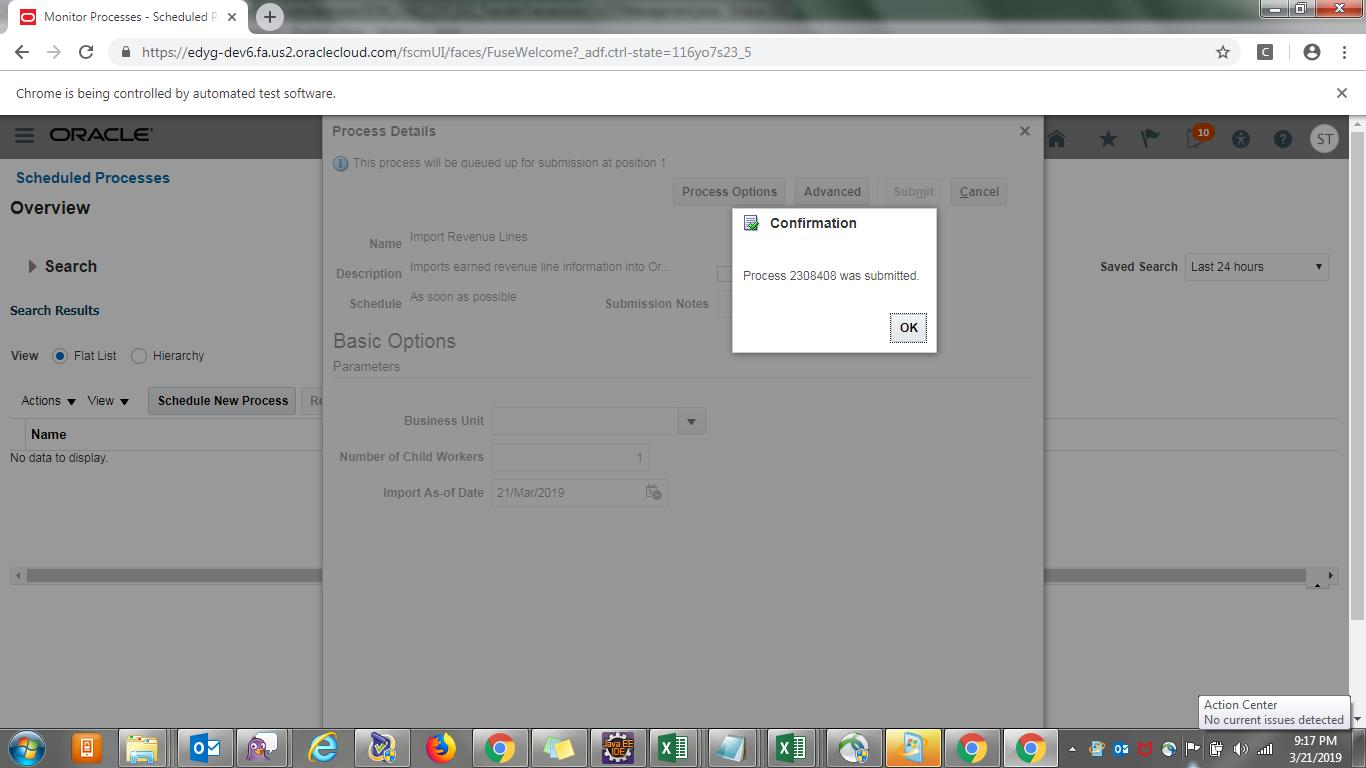 Monitor Processes - Scheduled P
https://edyg-dev6.fa.us2.oraclecloud.com/fscmUI/faces/FuseWelcome?_adf.ctrl-state=116yo7s23_5
C
Chrome is being controlled by automated test software.
ORACLE
Process Details
10
ST
This process will be queued up for submission at position 1
Scheduled Processes
Process Options Advanced Submit Cancel
Overview
Confirmation
Name Import Revenue Lines
Search
Description Imports earned revenue line information into Or...
Process 2308408 was submitted.
Saved Search Last 24 hours
Schedule As soon as possible Submission Notes
Search Results
OK
Basic Options
View Flat List Hierarchy
Parameters
Actions View Schedule New Process Re
Business Unit
Name
Number of Child Workers 1
No data to display.
Import As-of Date 21/Mar/2019
Action Center
No current issues detected
Java EE
IDE
9:17 PM
3/21/2019